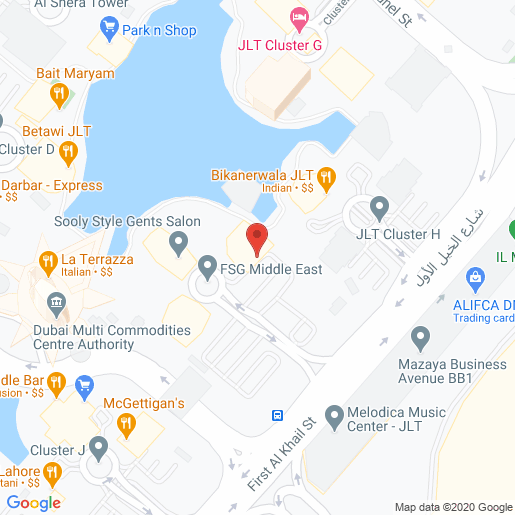 Al Shera Tower
Park n Shop
JLT Cluster G
Cluster
Bait Maryam
Betawi JLT
Cluster D
Darbar - Express
$$
Bikanerwala JLT
Indian • $$
Sooly Style Gents Salon
JLT Cluster H
شارع الخيل الأول
La Terrazza
Italian • $$
FSG Middle East
IL M
ALIFCA D
Trading card
Dubai Multi Commodities
Centre Authority
Mazaya Business
Avenue BB1
dle Bar
usion • $$
McGettigan's
Melodica Music
Center - JLT
Cluster J
First Al Khail St
Lahore
tani • $$
Google
Map data ©2020 Google